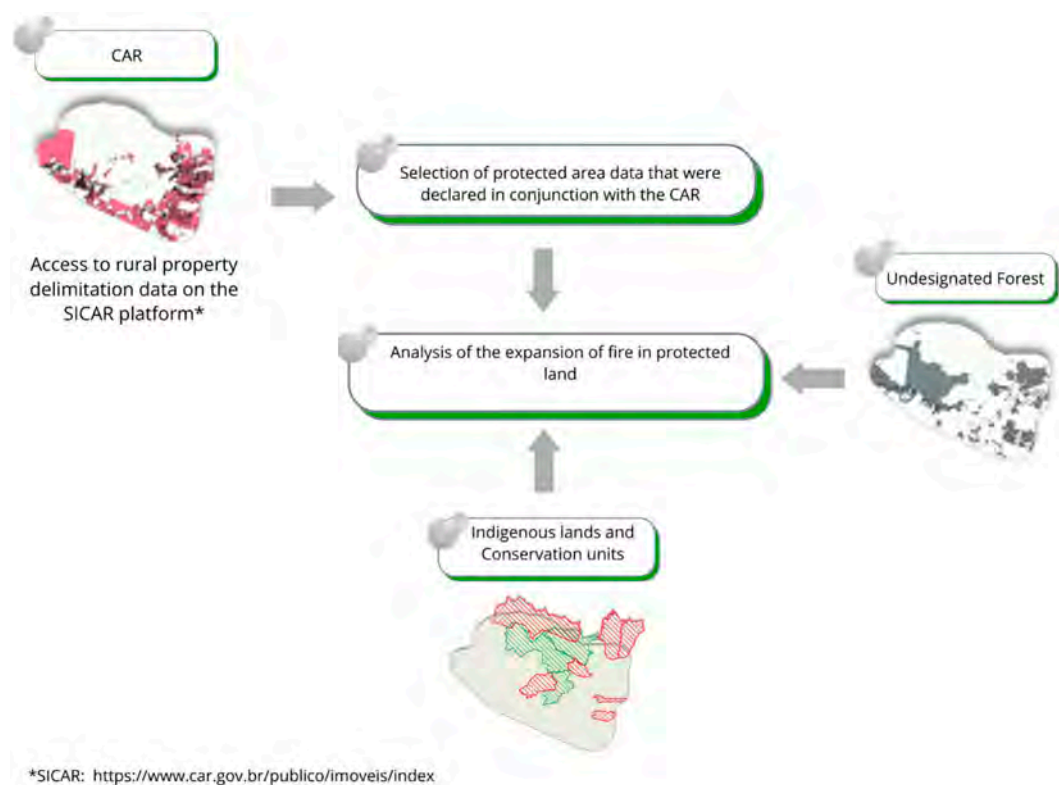 CAR
Access to rural property
delimitation data on the
SICAR platform*
Selection of protected area data that were
declared in conjunction with the CAR
Undesignated Forest
Analysis of the expansion of fire in protected
land
Indigenous lands and
Conservation units
*SICAR: https://www.car.gov.br/publico/imoveis/index